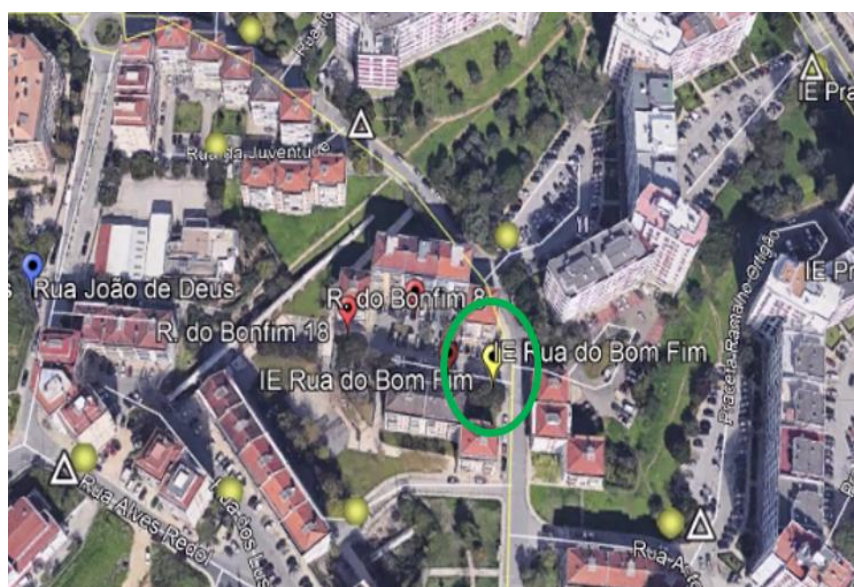 Rua da Juventude
IE Pra
Rua João de Deus
R. do Bonfim 8
R. do Bonfim 18
IE Rua do Bom Fim
IE Rua do Bom Fim
Praceta Ramalho Ortigão
IE Pr
Rua Alves Redol